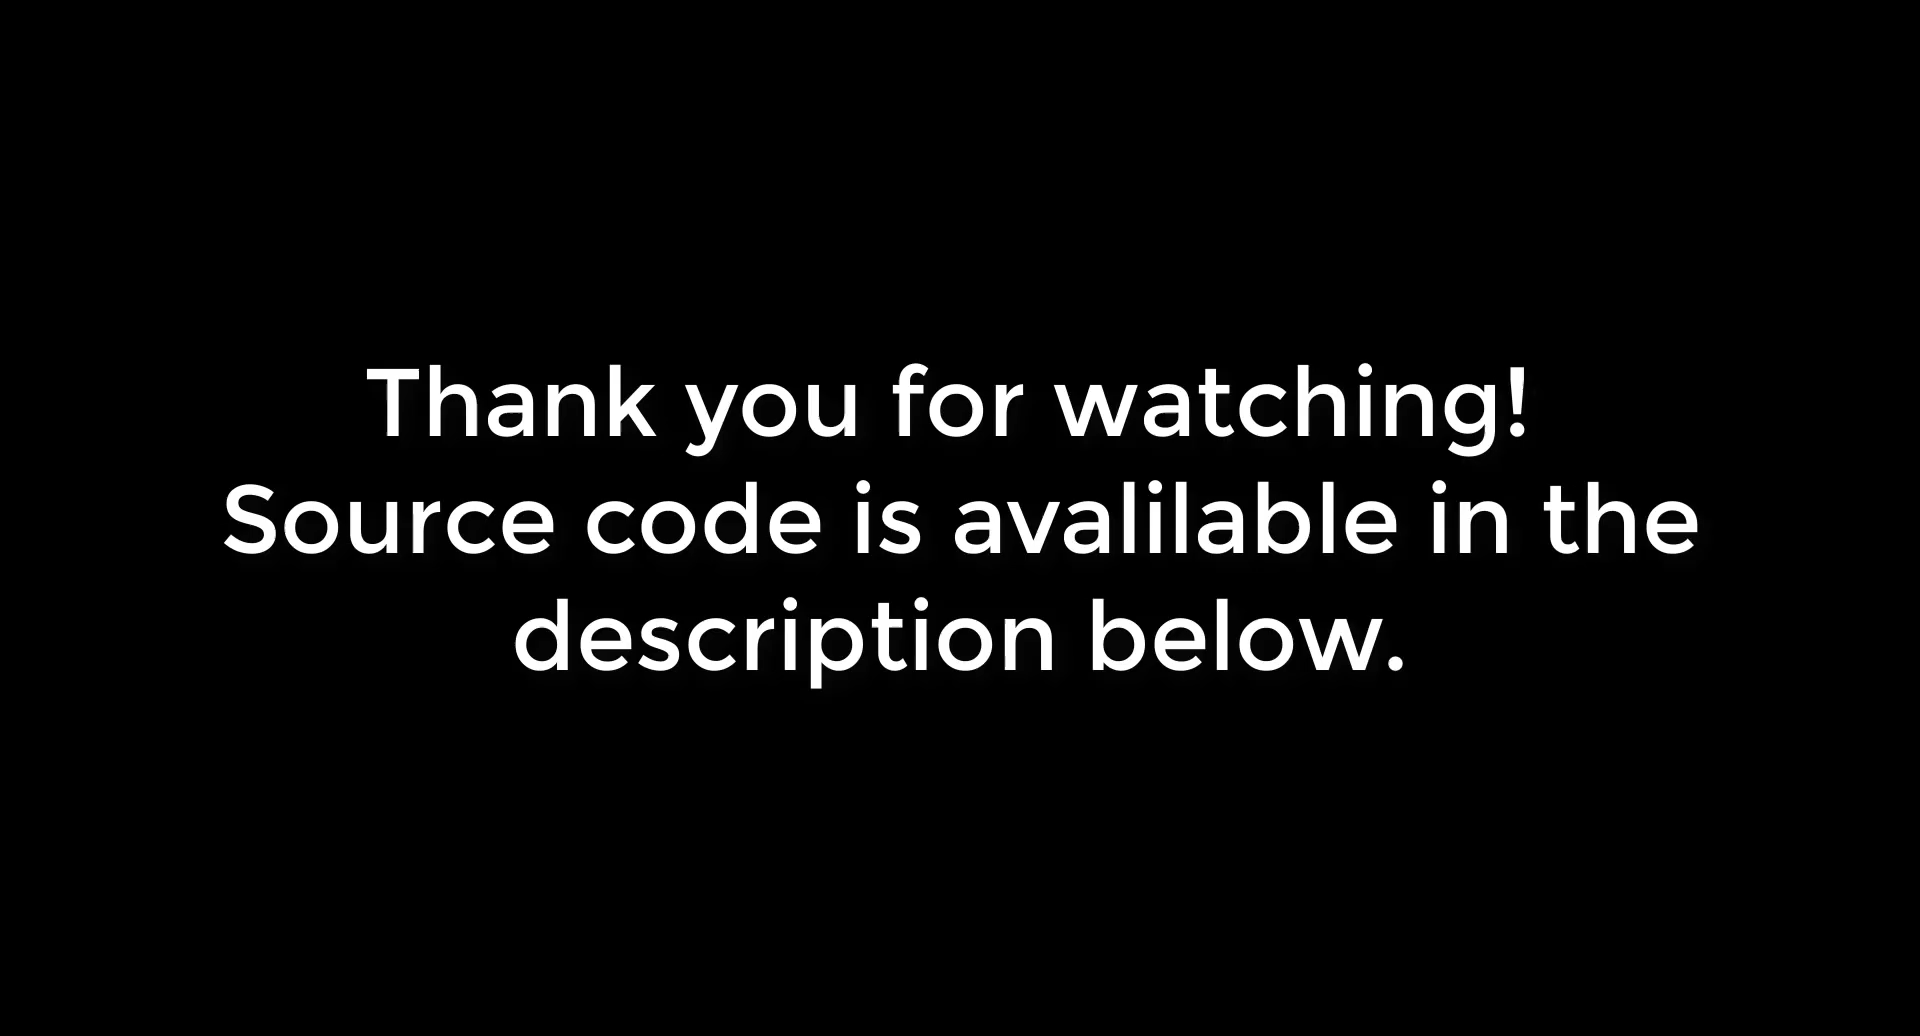 Thank you for watching!
Source code is avalilable in the
description below.